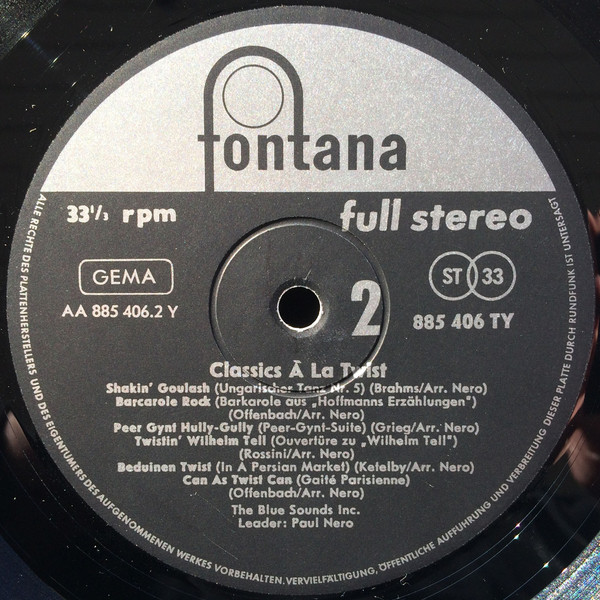 fontana
33 1/3 rpm
full stereo
GEMA
ST 33
AA 885 406.2 Y
2
885 406 TY
Classics À La Twist
Shakin' Goulash (Ungarischer Tanz Nr. 5) (Brahms/Arr. Nero)
Barcarole Rock (Barkarole aus „Hoffmanns Erzählungen")
(Offenbach/Arr. Nero)
Peer Gynt Hully-Gully (Peer-Gynt-Suite) (Grieg/Arr. Nero)
Twistin' Wilhelm Tell (Ouvertüre zu „Wilhelm Tell")
(Rossini/Arr. Nero)
Beduinen Twist (In A Persian Market) (Ketelby/Arr. Nero)
Can As Twist Can (Gaité Parisienne)
(Offenbach/Arr. Nero)
The Blue Sounds Inc.
Leader: Paul Nero
ALLE RECHTE DES PLATTENHERSTELLERS UND DES EIGENTÜMERS DES AUFGENOMMENEN WERKES VORBEHALTEN. VERVIELFÄLTIGUNG, ÖFFENTLICHE AUFFÜHRUNG UND VERBREITUNG DIESER PLATTE DURCH RUNDFUNK IST UNTERSAGT